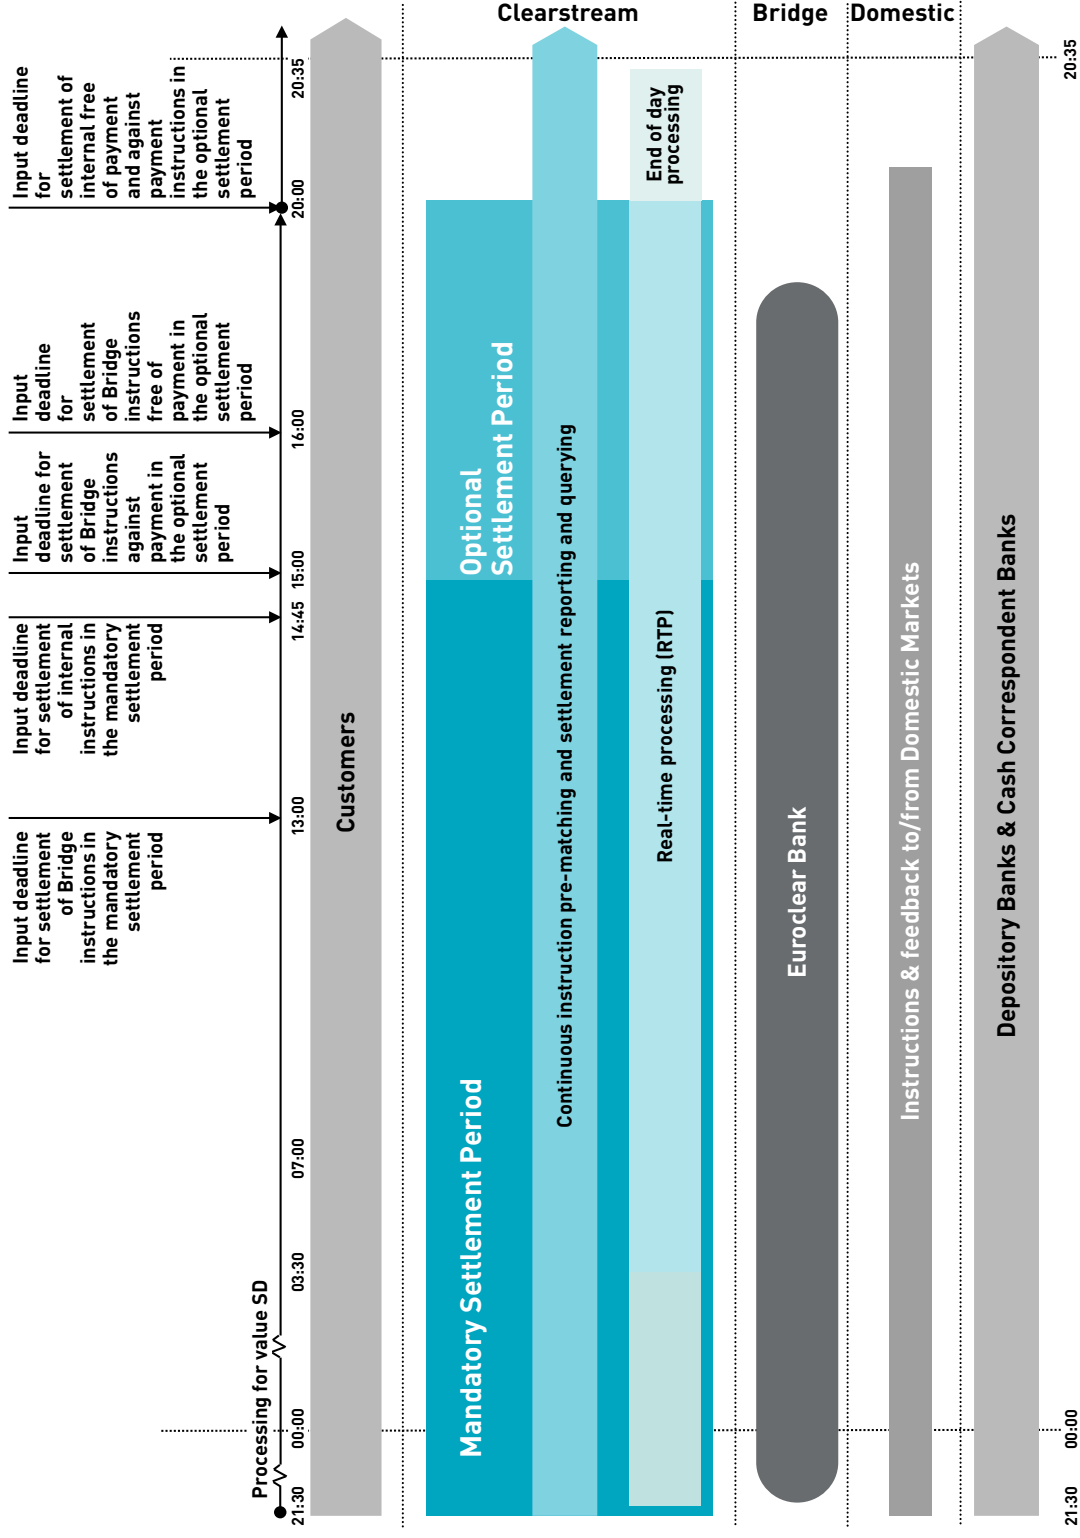 Clearstream
Bridge
Domestic
Input deadline
for settlement
of Bridge
instructions in
the mandatory
settlement
period
Input deadline
for settlement
of internal
instructions in
the mandatory
settlement
period
Input
deadline for
settlement
of Bridge
instructions
against
payment in
the optional
settlement
period
Input
deadline
for
settlement
of Bridge
instructions
free of
payment in
the optional
settlement
period
Input deadline
for
settlement of
internal free
of payment
and against
payment
instructions in
the optional
settlement
period
Processing for value SD
21:30
00:00
03:30
07:00
13:00
14:45
15:00
16:00
20:00
20:35
Customers
Mandatory Settlement Period
Optional
Settlement Period
Continuous instruction pre-matching and settlement reporting and querying
Real-time processing (RTP)
End of day
processing
Euroclear Bank
Instructions & feedback to/from Domestic Markets
Depository Banks & Cash Correspondent Banks
21:30
00:00
20:35